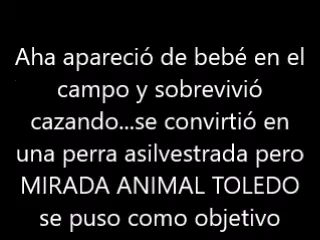 Aha apareció de bebé en el
campo y sobrevivió
cazando...se convirtió en
una perra asilvestrada pero
MIRADA ANIMAL TOLEDO
se puso como objetivo